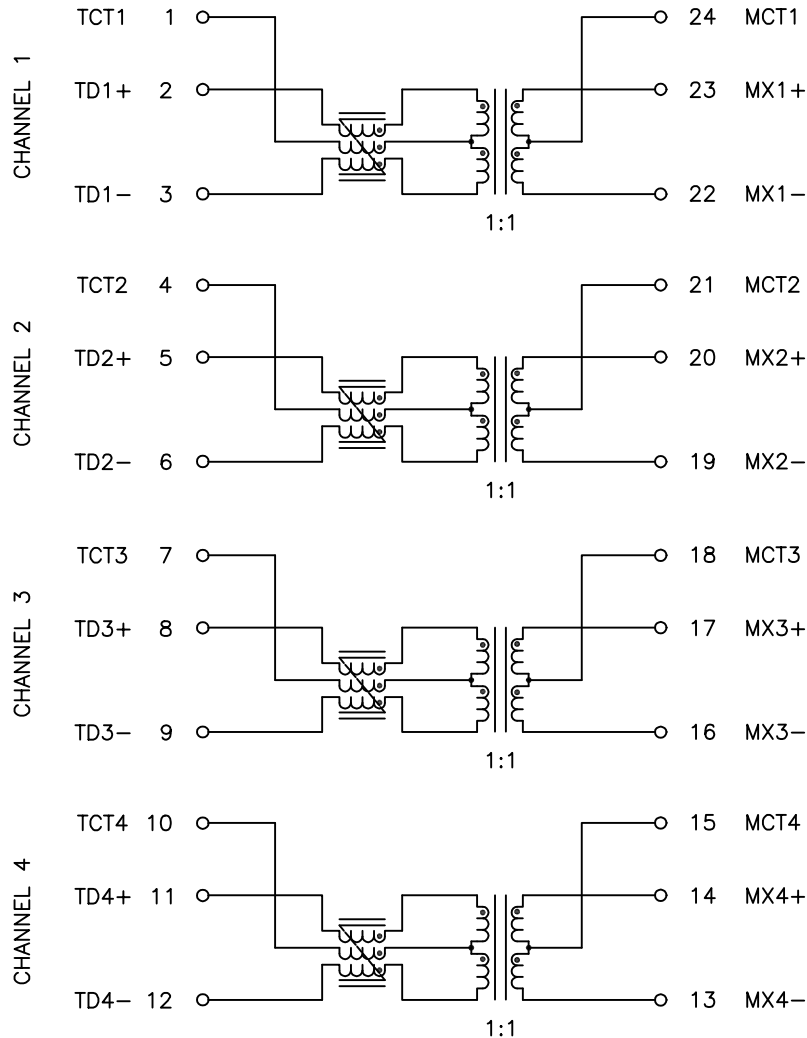 CHANNEL 1
TCT1 1 24 MCT1
TD1+ 2 23 MX1+
TD1− 3 22 MX1−
1:1
CHANNEL 2
TCT2 4 21 MCT2
TD2+ 5 20 MX2+
TD2− 6 19 MX2−
1:1
CHANNEL 3
TCT3 7 18 MCT3
TD3+ 8 17 MX3+
TD3− 9 16 MX3−
1:1
CHANNEL 4
TCT4 10 15 MCT4
TD4+ 11 14 MX4+
TD4− 12 13 MX4−
1:1